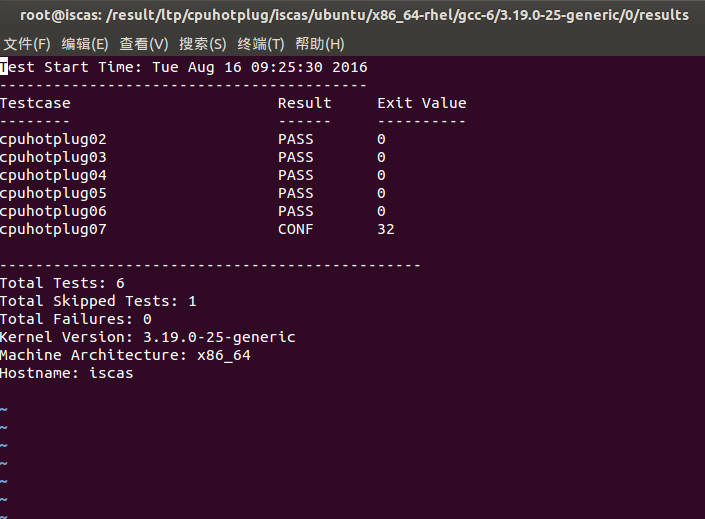 root@iscas: /result/ltp/cpuhotplug/iscas/ubuntu/x86_64-rhel/gcc-6/3.19.0-25-generic/0/results
文件(F) 编辑(E) 查看(V) 搜索(S) 终端(T) 帮助(H)
Test Start Time: Tue Aug 16 09:25:30 2016
-----------------------------------------
Testcase Result Exit Value
-------- ------ ----------
cpuhotplug02 PASS 0
cpuhotplug03 PASS 0
cpuhotplug04 PASS 0
cpuhotplug05 PASS 0
cpuhotplug06 PASS 0
cpuhotplug07 CONF 32
-----------------------------------------------
Total Tests: 6
Total Skipped Tests: 1
Total Failures: 0
Kernel Version: 3.19.0-25-generic
Machine Architecture: x86_64
Hostname: iscas
~
~
~
~
~
~
~